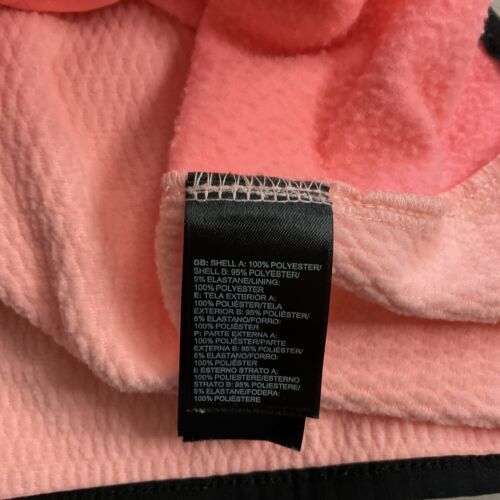 GB: SHELL A: 100% POLYESTER/
SHELL B: 95% POLYESTER/
5% ELASTANE/LINING:
100% POLYESTER
E: TELA EXTERIOR A:
100% POLIÉSTER/TELA
EXTERIOR B: 95% POLIÉSTER/
5% ELASTANO/FORRO:
100% POLIÉSTER
P: PARTE EXTERNA A:
100% POLIÉSTER/PARTE
EXTERNA B: 95% POLIÉSTER/
5% ELASTANO/FORRO:
100% POLIÉSTER
I: ESTERNO STRATO A:
100% POLIESTERE/ESTERNO
STRATO B: 95% POLIESTERE/
5% ELASTANO/FODERA:
100% POLIESTERE